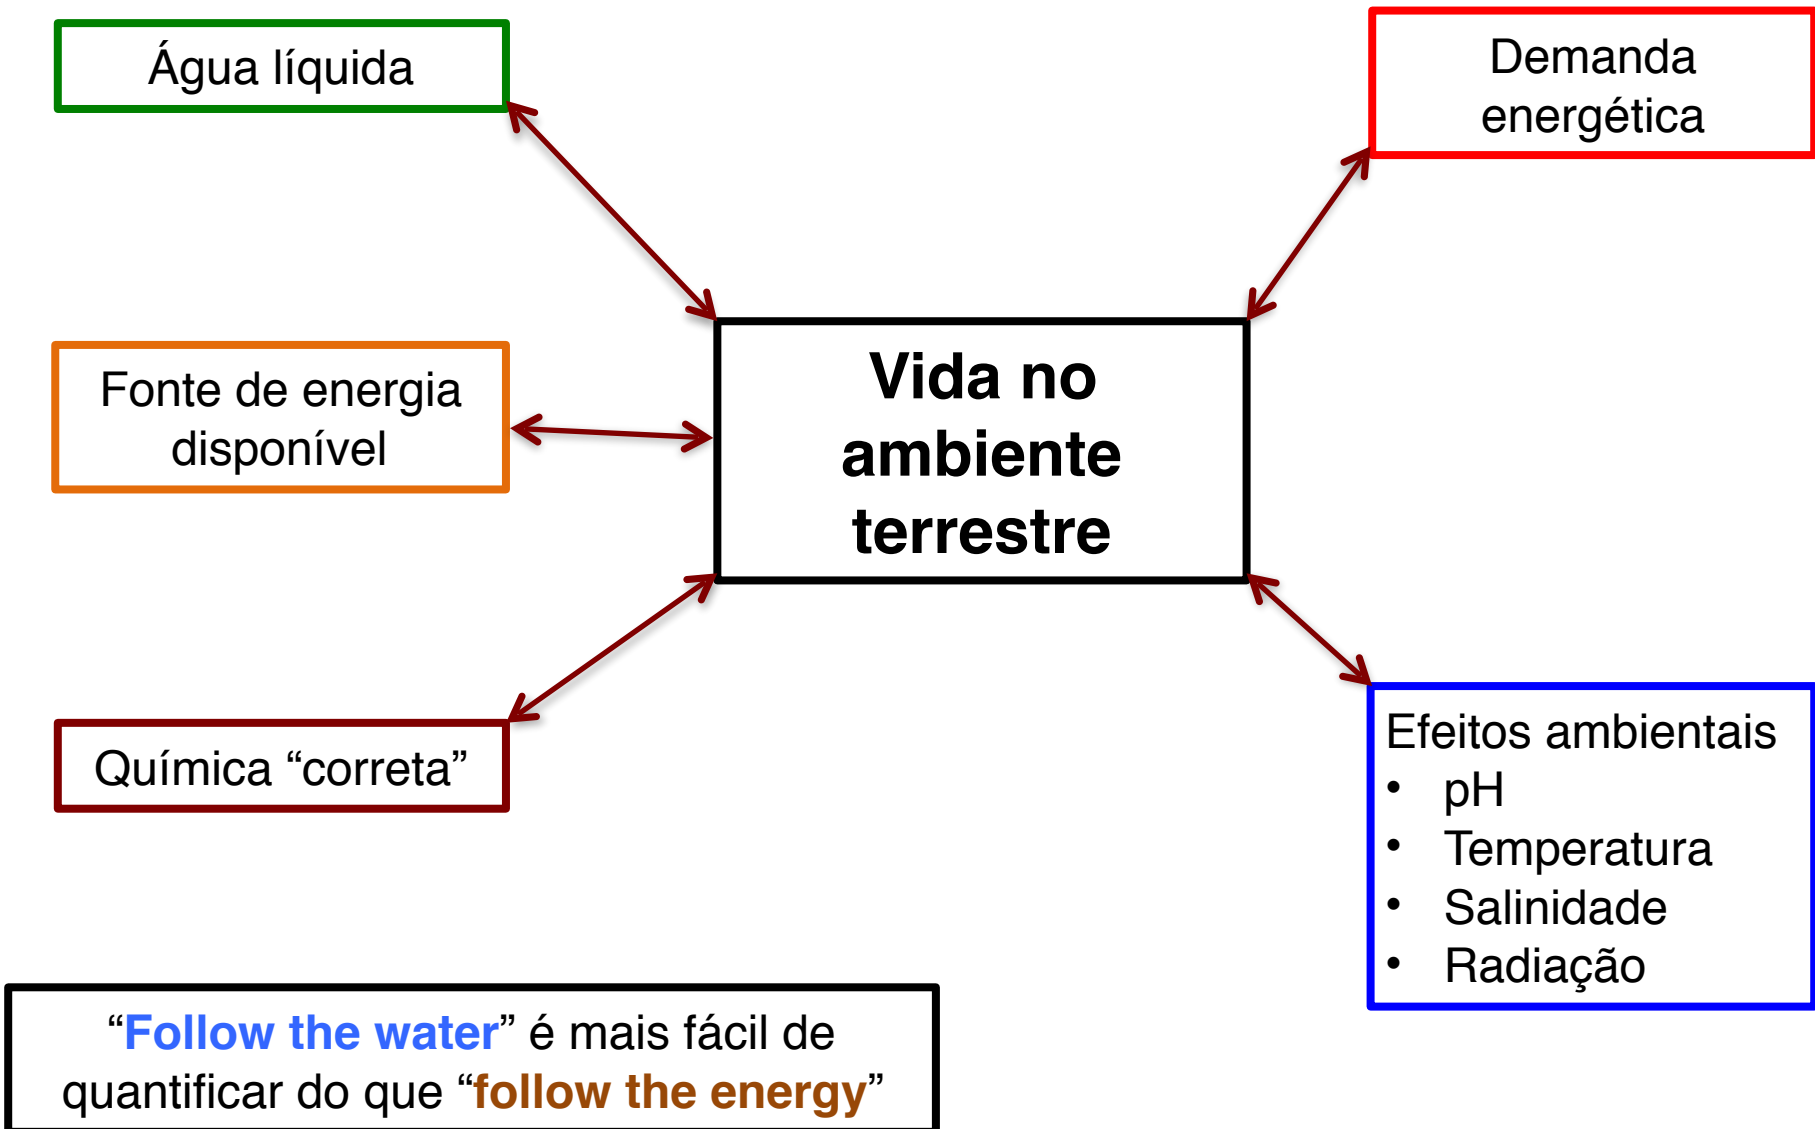 Água líquida
Demanda
energética
Fonte de energia
disponível
Vida no
ambiente
terrestre
Química “correta”
Efeitos ambientais
• pH
• Temperatura
• Salinidade
• Radiação
“Follow the water” é mais fácil de
quantificar do que “follow the energy”